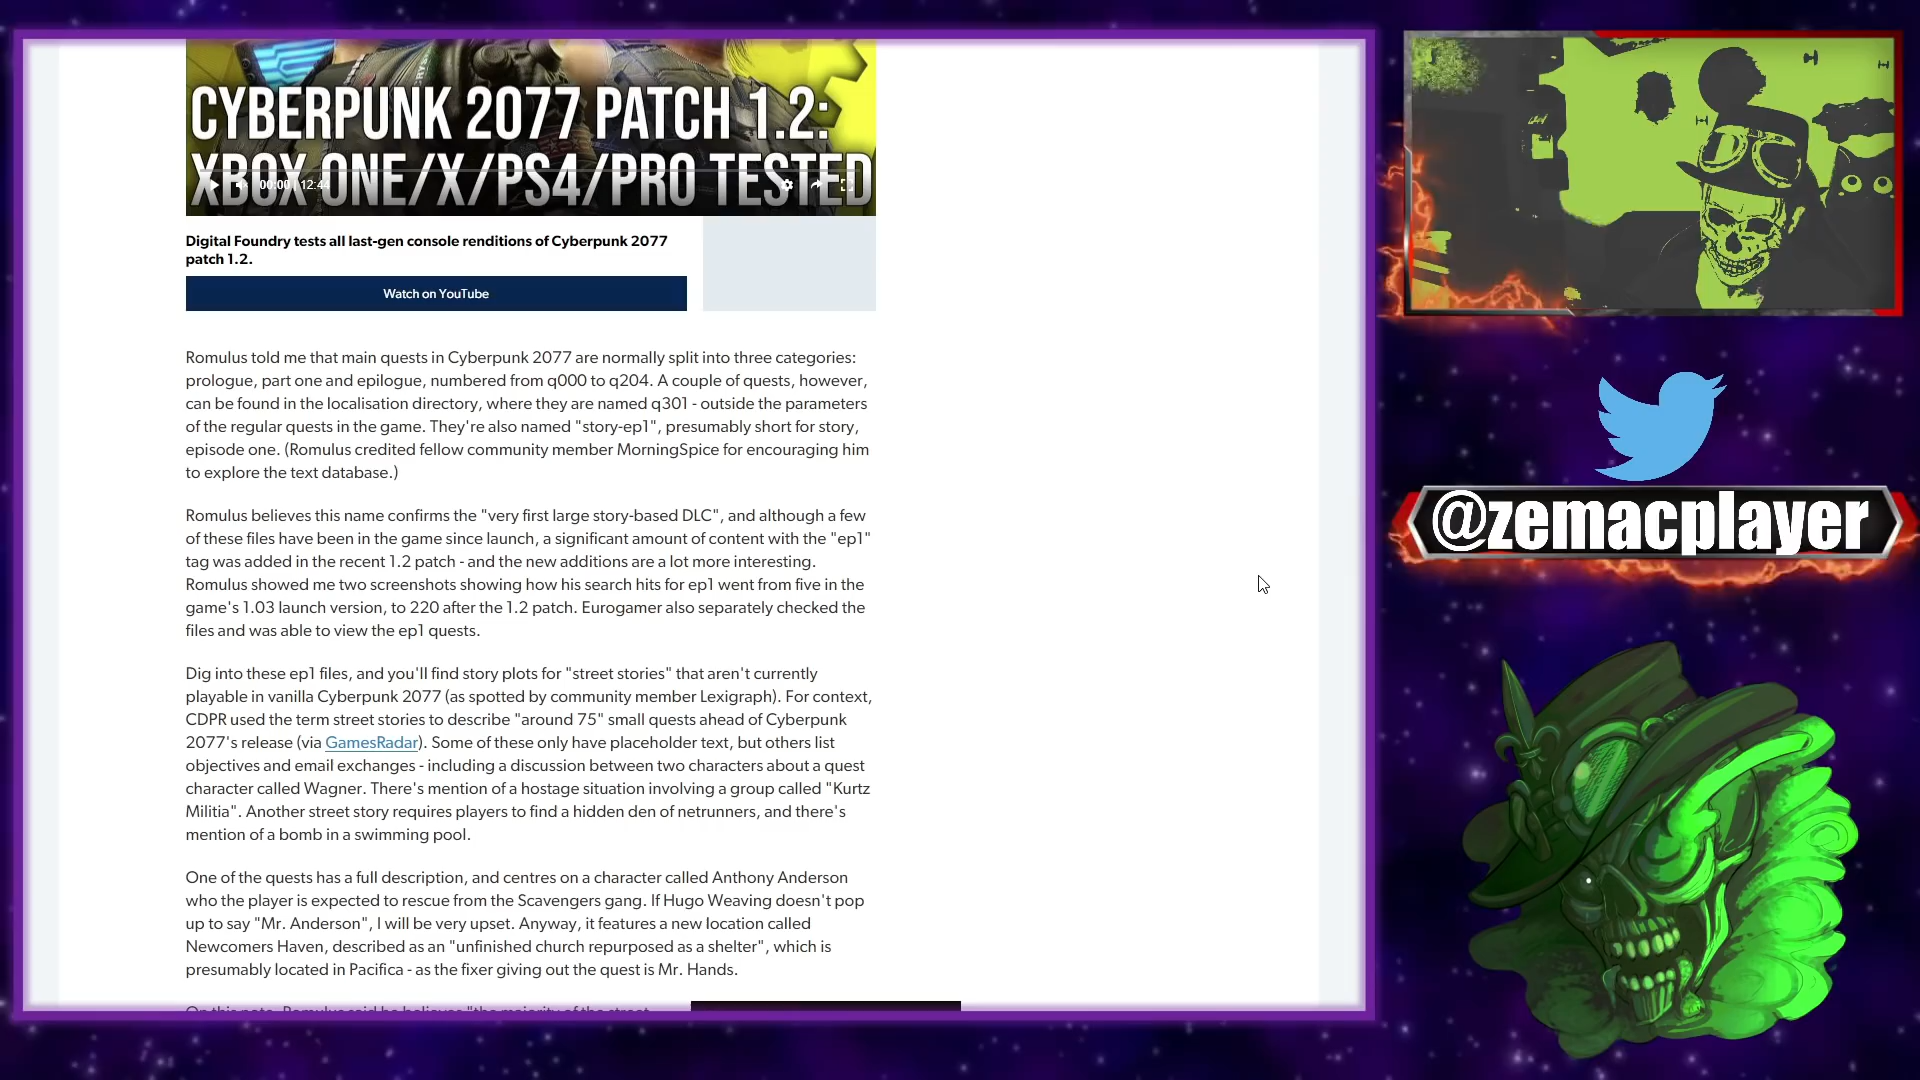 CYBERPUNK 2077 PATCH 1.2:
XBOX ONE/X/PS4/PRO TESTED
00:00 | 12:44
Digital Foundry tests all last-gen console renditions of Cyberpunk 2077
patch 1.2.
Watch on YouTube
Romulus told me that main quests in Cyberpunk 2077 are normally split into three categories:
prologue, part one and epilogue, numbered from q000 to q204. A couple of quests, however,
can be found in the localisation directory, where they are named q301 - outside the parameters
of the regular quests in the game. They're also named "story-ep1", presumably short for story,
episode one. (Romulus credited fellow community member MorningSpice for encouraging him
to explore the text database.)
Romulus believes this name confirms the "very first large story-based DLC", and although a few
of these files have been in the game since launch, a significant amount of content with the "ep1"
tag was added in the recent 1.2 patch - and the new additions are a lot more interesting.
Romulus showed me two screenshots showing how his search hits for ep1 went from five in the
game's 1.03 launch version, to 220 after the 1.2 patch. Eurogamer also separately checked the
files and was able to view the ep1 quests.
Dig into these ep1 files, and you'll find story plots for "street stories" that aren't currently
playable in vanilla Cyberpunk 2077 (as spotted by community member Lexigraph). For context,
CDPR used the term street stories to describe "around 75" small quests ahead of Cyberpunk
2077's release (via GamesRadar). Some of these only have placeholder text, but others list
objectives and email exchanges - including a discussion between two characters about a quest
character called Wagner. There's mention of a hostage situation involving a group called "Kurtz
Militia". Another street story requires players to find a hidden den of netrunners, and there's
mention of a bomb in a swimming pool.
One of the quests has a full description, and centres on a character called Anthony Anderson
who the player is expected to rescue from the Scavengers gang. If Hugo Weaving doesn't pop
up to say "Mr. Anderson", I will be very upset. Anyway, it features a new location called
Newcomers Haven, described as an "unfinished church repurposed as a shelter", which is
presumably located in Pacifica - as the fixer giving out the quest is Mr. Hands.
On this note, Romulus said he believes "the majority of the street
@zemacplayer